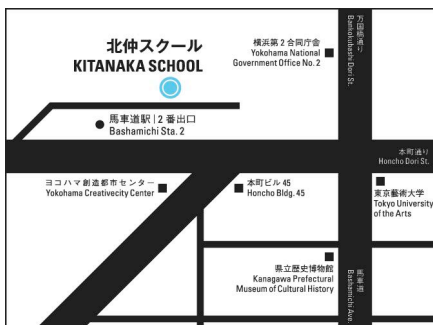 北仲スクール
KITANAKA SCHOOL
横浜第2合同庁舎
Yokohama National
Government Office No. 2
万国橋通り
Bankokubashi Dori St.
馬車道駅|2番出口
Bashamichi Sta. 2
本町通り
Honcho Dori St.
ヨコハマ創造都市センター
Yokohama Creativecity Center
本町ビル45
Honcho Bldg. 45
東京藝術大学
Tokyo University
of the Arts
県立歴史博物館
Kanagawa Prefectural
Museum of Cultural History
馬車道
Bashamichi Ave.